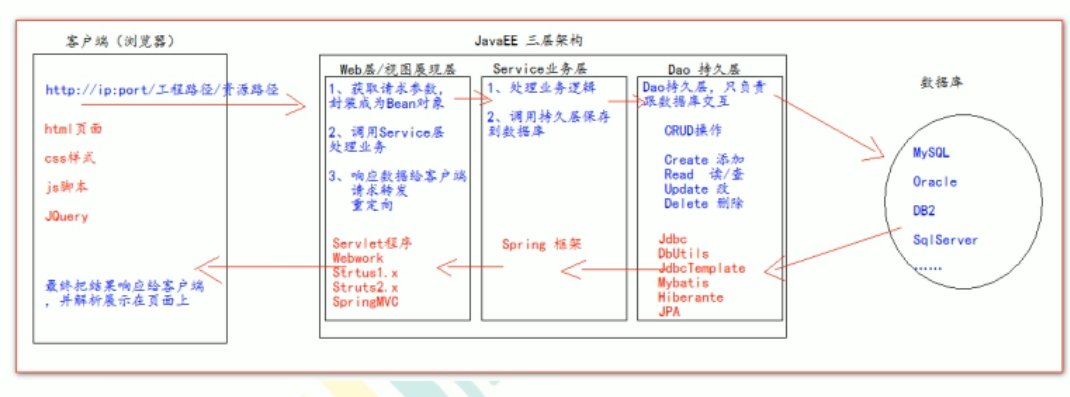 客户端（浏览器）
http://ip:port/工程路径/资源路径
html页面
css样式
js脚本
JQuery
最终把结果响应给客户端
，并解析展示在页面上
JavaEE 三层架构
Web层/视图展现层
1、获取请求参数，
封装成为Bean对象
2、调用Service层
处理业务
3、响应数据给客户端
请求转发
重定向
Servlet程序
Webwork
Strtus1.x
Struts2.x
SpringMVC
Service业务层
1、处理业务逻辑
2、调用持久层保存
到数据库
Spring 框架
Dao 持久层
Dao持久层，只负责
跟数据库交互
CRUD操作
Create 添加
Read 读/查
Update 改
Delete 删除
Jdbc
DbUtils
JdbcTemplate
Mybatis
Hiberante
JPA
数据库
MySQL
Oracle
DB2
SqlServer
......